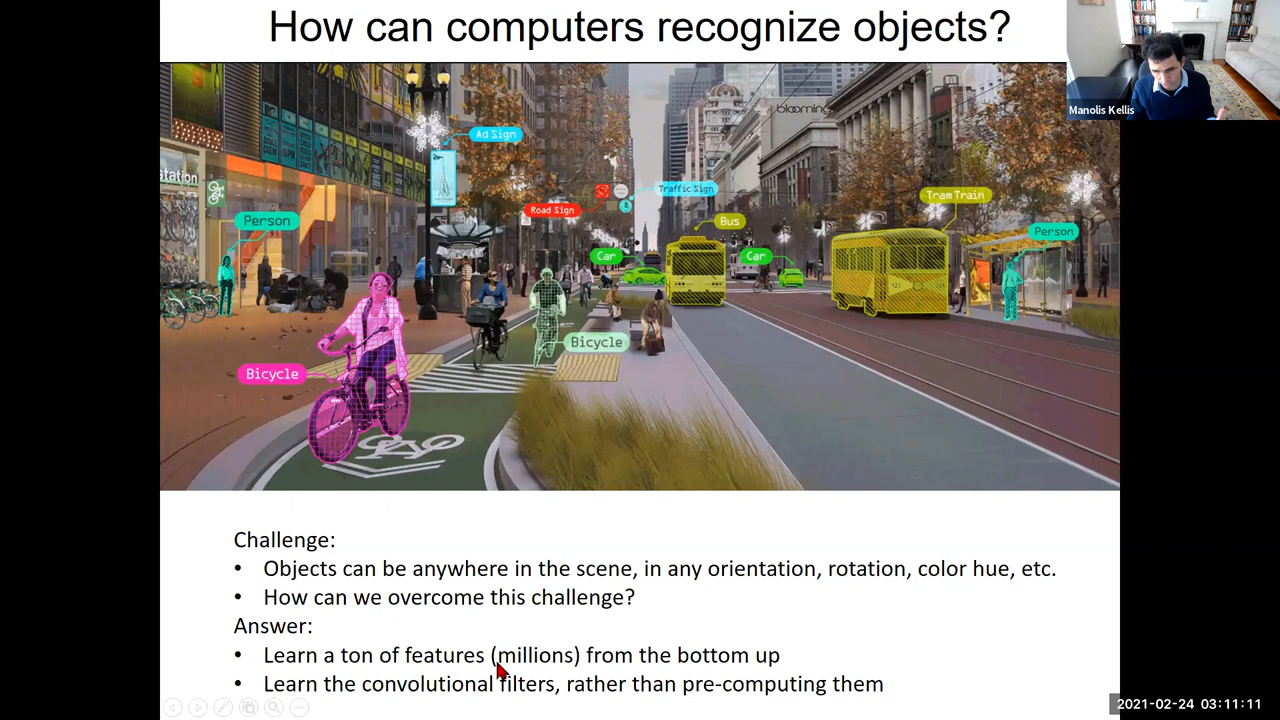 How can computers recognize objects?
Manolis Kellis
blooming
Ad Sign
station
Traffic Sign
Tram Train
Road Sign
Person
Bus
Person
Car
Car
Bicycle
Bicycle
Challenge:
• Objects can be anywhere in the scene, in any orientation, rotation, color hue, etc.
• How can we overcome this challenge?
Answer:
• Learn a ton of features (millions) from the bottom up
• Learn the convolutional filters, rather than pre-computing them
2021-02-24 03:11:11